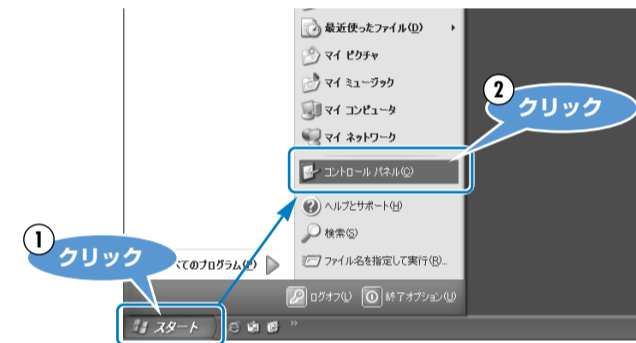 最近使ったファイル(D)
マイ ピクチャ
マイ ミュージック
マイ コンピュータ
マイ ネットワーク
② クリック
コントロール パネル(C)
ヘルプとサポート(H)
検索(S)
① クリック
べてのプログラム(P)
ファイル名を指定して実行(R)...
ログオフ(L) 終了オプション(U)
スタート »